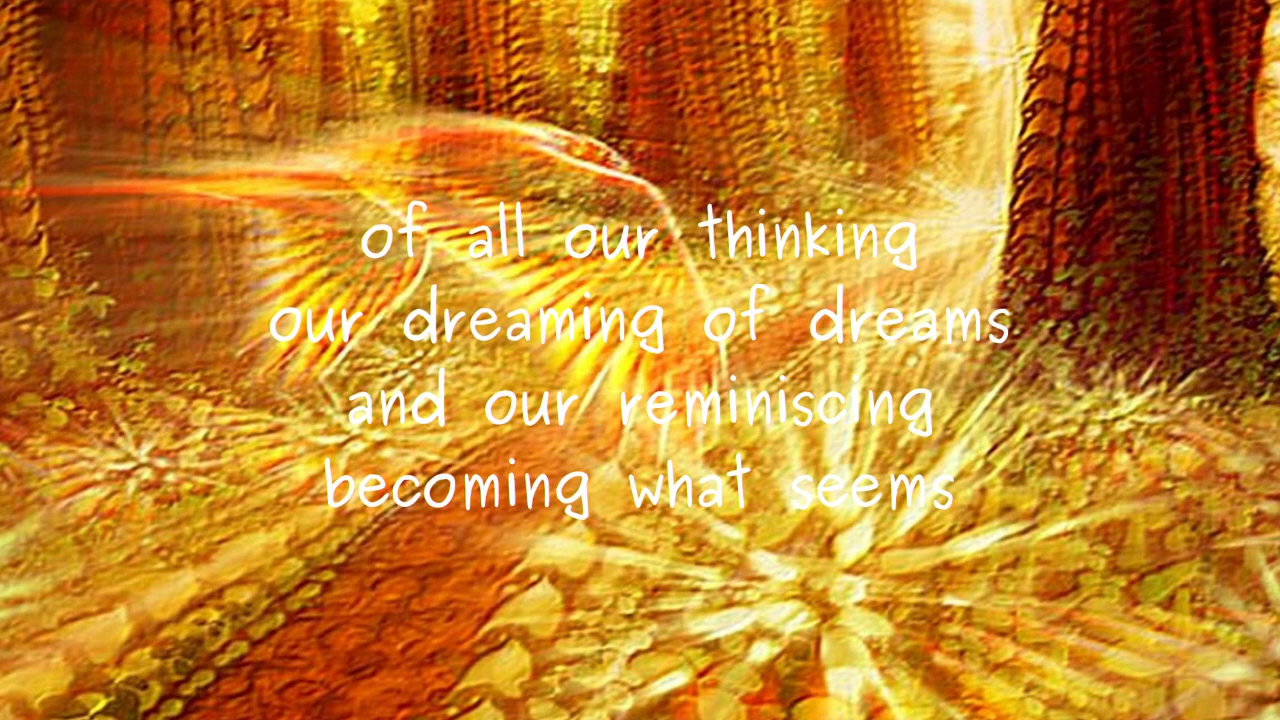 of all our thinking
our dreaming of dreams
and our reminiscing
becoming what seems